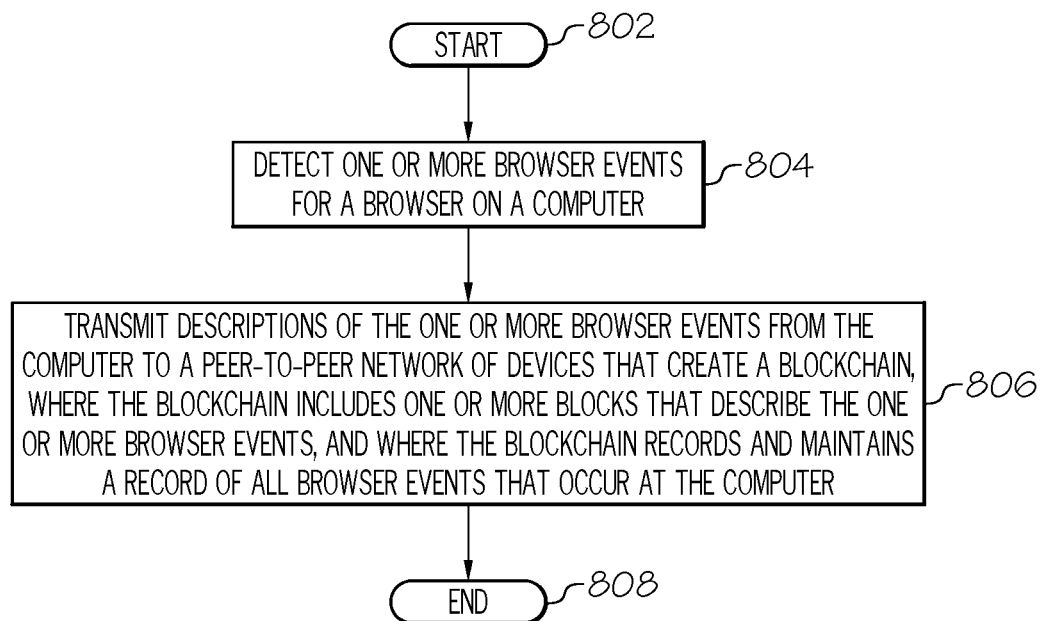 START
802
DETECT ONE OR MORE BROWSER EVENTS
FOR A BROWSER ON A COMPUTER
804
TRANSMIT DESCRIPTIONS OF THE ONE OR MORE BROWSER EVENTS FROM THE
COMPUTER TO A PEER-TO-PEER NETWORK OF DEVICES THAT CREATE A BLOCKCHAIN,
WHERE THE BLOCKCHAIN INCLUDES ONE OR MORE BLOCKS THAT DESCRIBE THE ONE
OR MORE BROWSER EVENTS, AND WHERE THE BLOCKCHAIN RECORDS AND MAINTAINS
A RECORD OF ALL BROWSER EVENTS THAT OCCUR AT THE COMPUTER
806
END
808